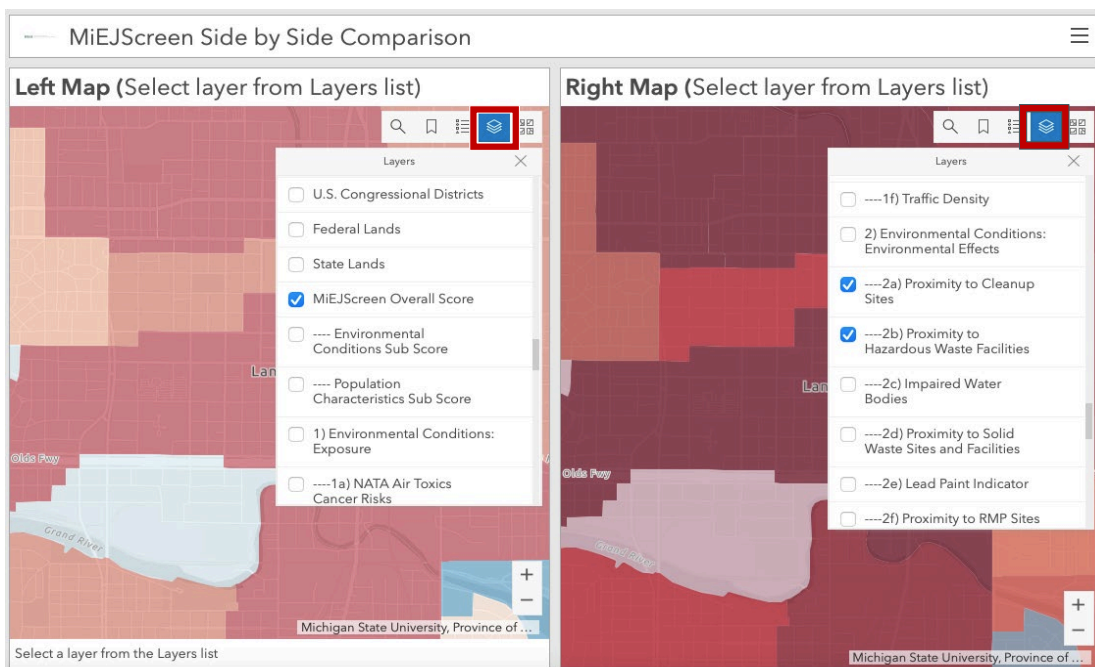 MiEJScreen Side by Side Comparison
Left Map (Select layer from Layers list)
Layers
U.S. Congressional Districts
Federal Lands
State Lands
MiEJScreen Overall Score
---- Environmental
Conditions Sub Score
---- Population
Characteristics Sub Score
1) Environmental Conditions:
Exposure
----1a) NATA Air Toxics
Cancer Risks
Lan
Olds Fwy
Grand River
+
−
Michigan State University, Province of ...
Select a layer from the Layers list
Right Map (Select layer from Layers list)
Layers
----1f) Traffic Density
2) Environmental Conditions:
Environmental Effects
----2a) Proximity to Cleanup
Sites
----2b) Proximity to
Hazardous Waste Facilities
----2c) Impaired Water
Bodies
----2d) Proximity to Solid
Waste Sites and Facilities
----2e) Lead Paint Indicator
----2f) Proximity to RMP Sites
Lan
Olds Fwy
Grand River
+
−
Michigan State University, Province of ...